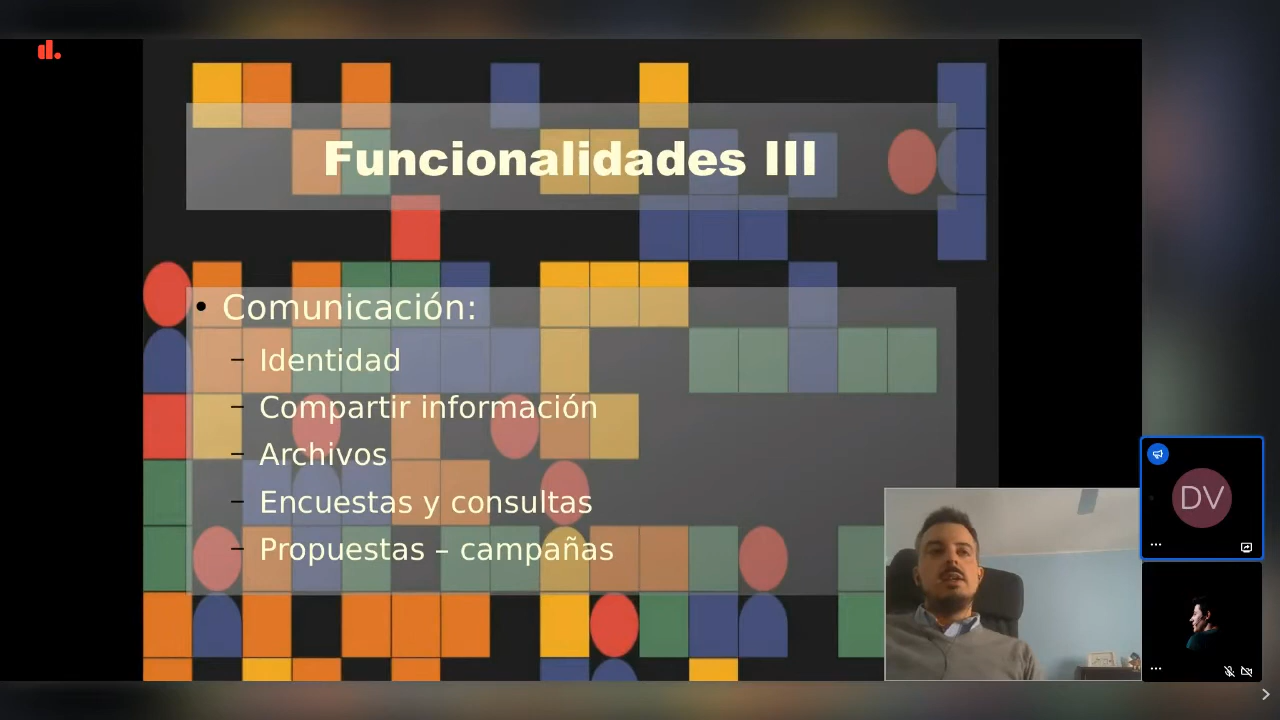 d.
Funcionalidades III
• Comunicación:
– Identidad
– Compartir información
– Archivos
– Encuestas y consultas
– Propuestas – campañas
DV